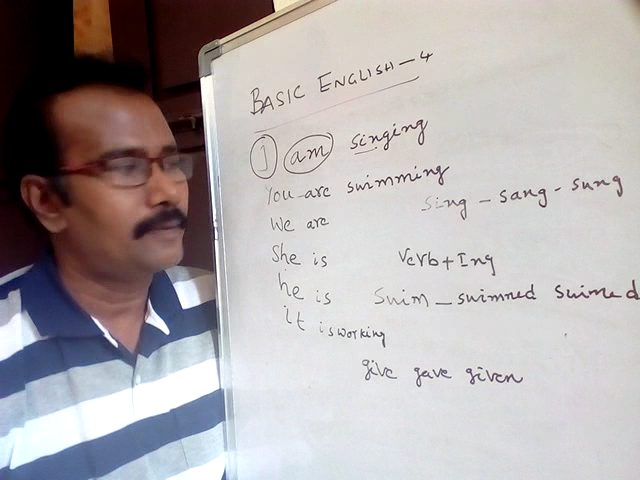 BASIC ENGLISH-4
I am singing
You are swimming
We are
Sing - sang - sung
She is
Verb+Ing
he is
Swim - swimmed swimed
it is working
give gave given